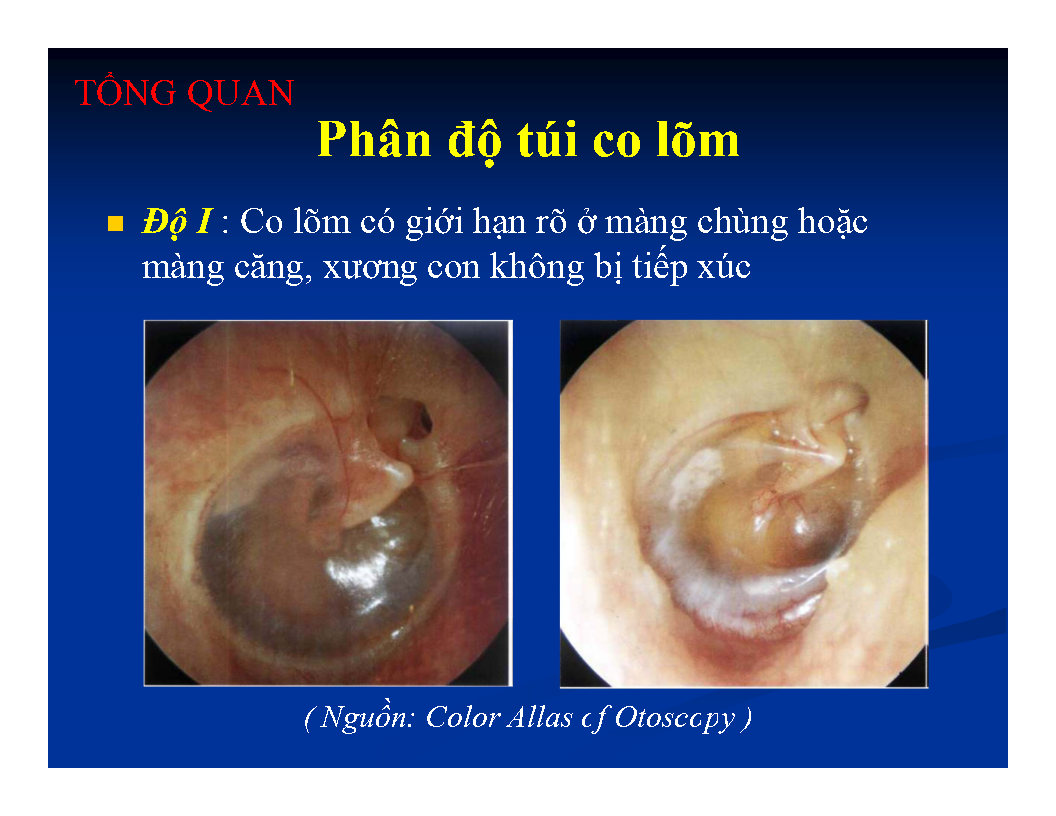 TỔNG QUAN
Phân độ túi co lõm
Độ I : Co lõm có giới hạn rõ ở màng chùng hoặc
màng căng, xương con không bị tiếp xúc
( Nguồn: Color Allas of Otoscopy )